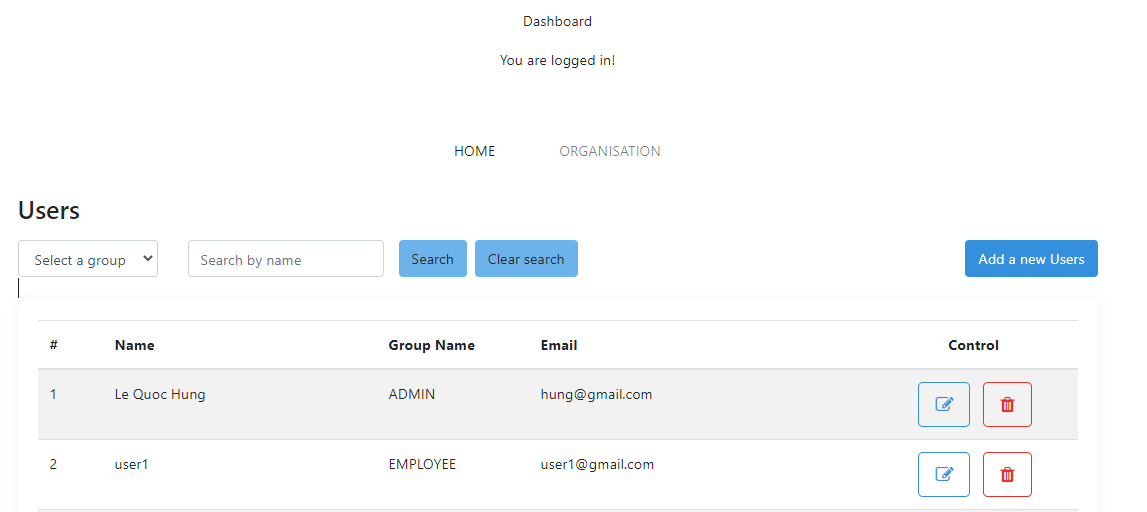 Dashboard
You are logged in!
HOME ORGANISATION
Users
Select a group Search by name Search Clear search Add a new Users
# Name Group Name Email Control
1 Le Quoc Hung ADMIN hung@gmail.com
2 user1 EMPLOYEE user1@gmail.com